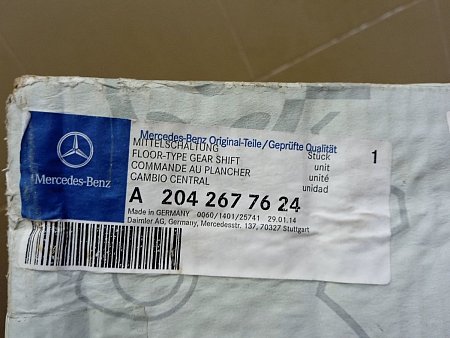 Mercedes-Benz Original-Teile/Geprüfte Qualität
MITTELSCHALTUNG Stück 1
FLOOR-TYPE GEAR SHIFT unit
COMMANDE AU PLANCHER unité
CAMBIO CENTRAL unidad
Mercedes-Benz
A 204 267 76 24
Made in GERMANY 0060/1401/25741 29.01.14
Daimler AG, Germany, Mercedesstr. 137, 70327 Stuttgart